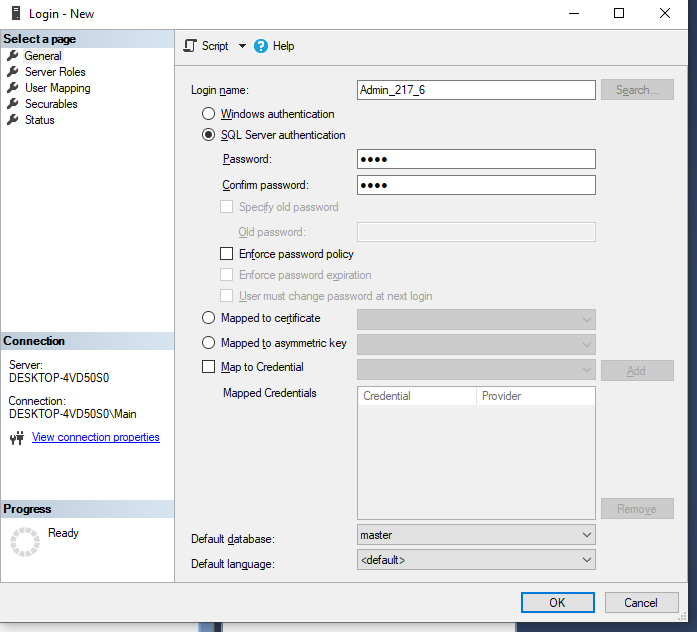 Login - New
Select a page
General
Server Roles
User Mapping
Securables
Status
Connection
Server:
DESKTOP-4VD50S0
Connection:
DESKTOP-4VD50S0\Main
View connection properties
Progress
Ready
Script
Help
Login name:
Admin_217_6
Search...
Windows authentication
SQL Server authentication
Password:
●●●●
Confirm password:
●●●●
Specify old password
Old password:
Enforce password policy
Enforce password expiration
User must change password at next login
Mapped to certificate
Mapped to asymmetric key
Map to Credential
Add
Mapped Credentials
Credential Provider
Remove
Default database:
master
Default language:
<default>
OK Cancel